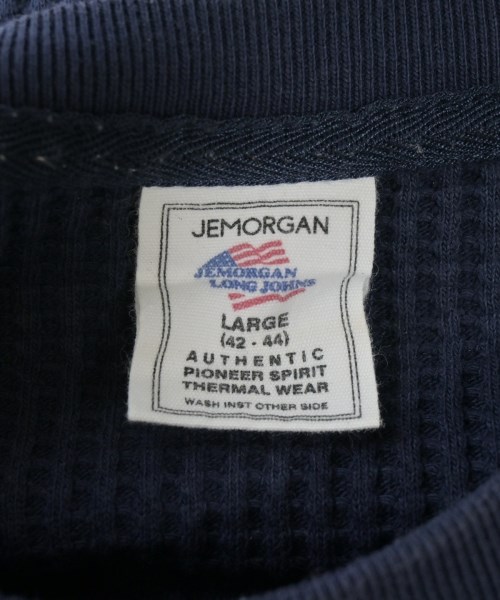 JEMORGAN
JEMORGAN
LONG JOHNS
LARGE
(42 - 44)
AUTHENTIC
PIONEER SPIRIT
THERMAL WEAR
WASH INST OTHER SIDE